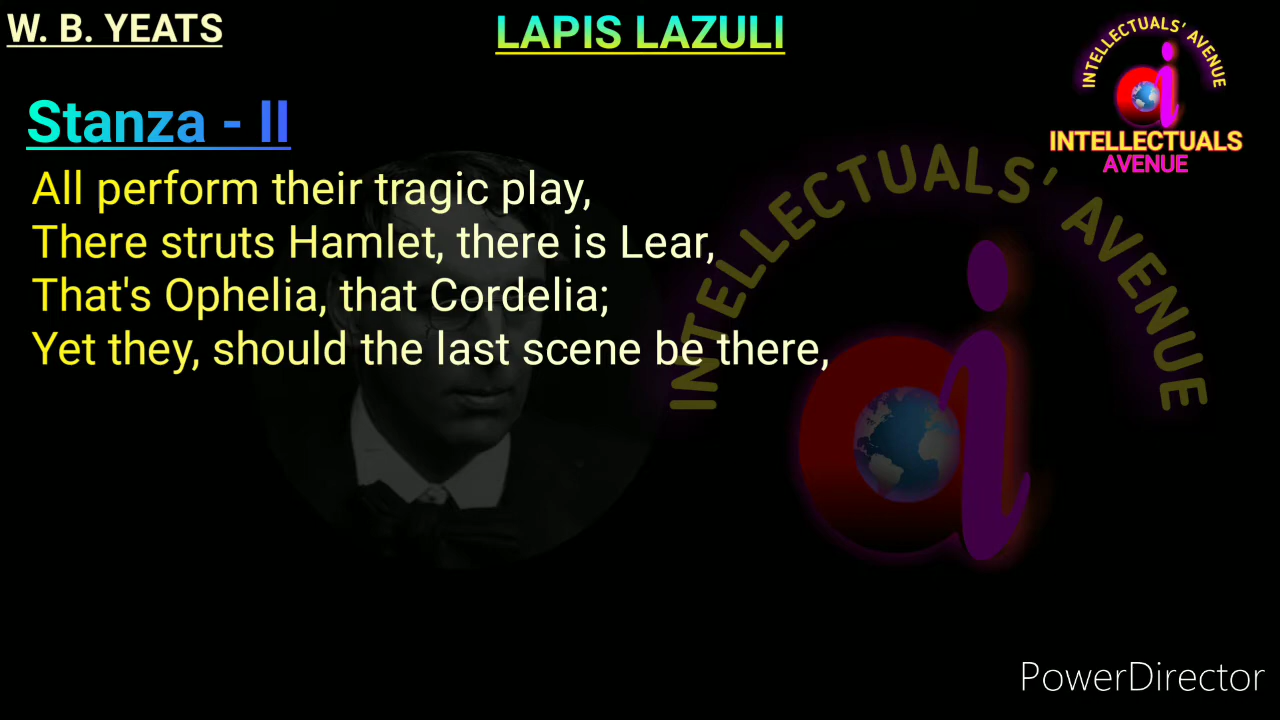 W. B. YEATS
LAPIS LAZULI
INTELLECTUALS' AVENUE
INTELLECTUALS
AVENUE
Stanza - II
All perform their tragic play,
There struts Hamlet, there is Lear,
That's Ophelia, that Cordelia;
Yet they, should the last scene be there,
INTELLECTUALS' AVENUE
PowerDirector